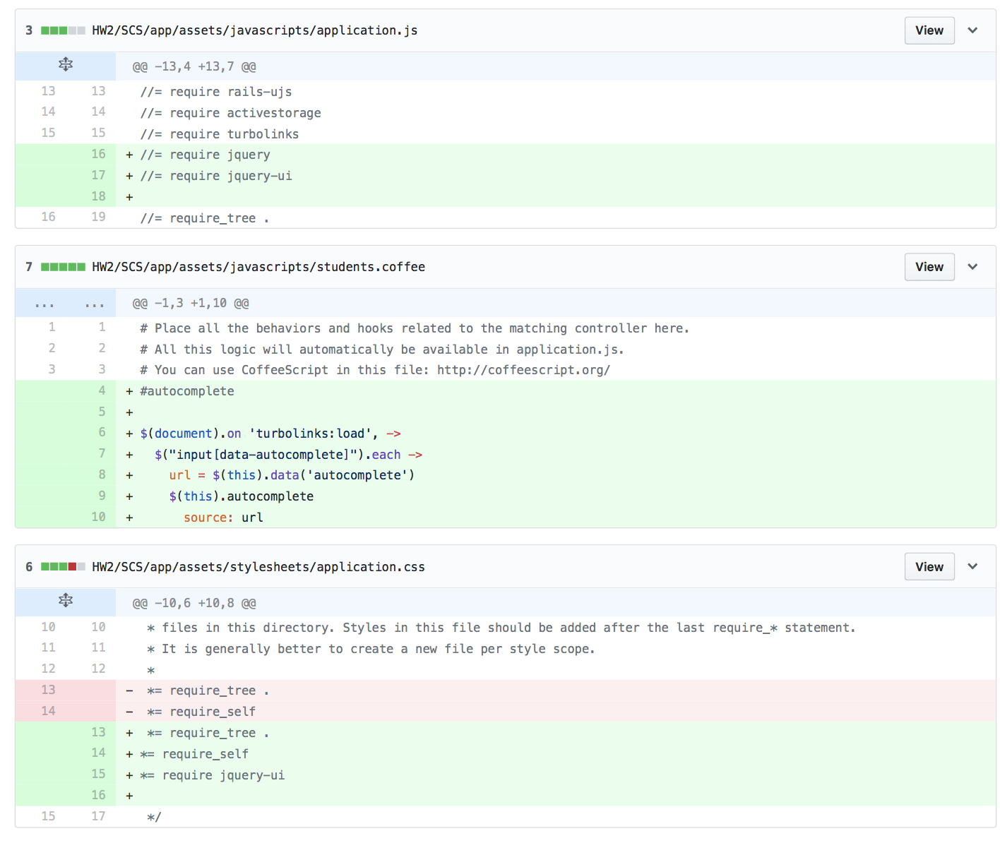 3 HW2/SCS/app/assets/javascripts/application.js View
@@ -13,4 +13,7 @@
13 13 //= require rails-ujs
14 14 //= require activestorage
15 15 //= require turbolinks
16 + //= require jquery
17 + //= require jquery-ui
18 +
16 19 //= require_tree .
7 HW2/SCS/app/assets/javascripts/students.coffee View
... ... @@ -1,3 +1,10 @@
1 1 # Place all the behaviors and hooks related to the matching controller here.
2 2 # All this logic will automatically be available in application.js.
3 3 # You can use CoffeeScript in this file: http://coffeescript.org/
4 + #autocomplete
5 +
6 + $(document).on 'turbolinks:load', ->
7 + $("input[data-autocomplete]").each ->
8 + url = $(this).data('autocomplete')
9 + $(this).autocomplete
10 + source: url
6 HW2/SCS/app/assets/stylesheets/application.css View
@@ -10,6 +10,8 @@
10 10 * files in this directory. Styles in this file should be added after the last require_* statement.
11 11 * It is generally better to create a new file per style scope.
12 12 *
13 - *= require_tree .
14 - *= require_self
13 + *= require_tree .
14 + *= require_self
15 + *= require jquery-ui
16 +
15 17 */